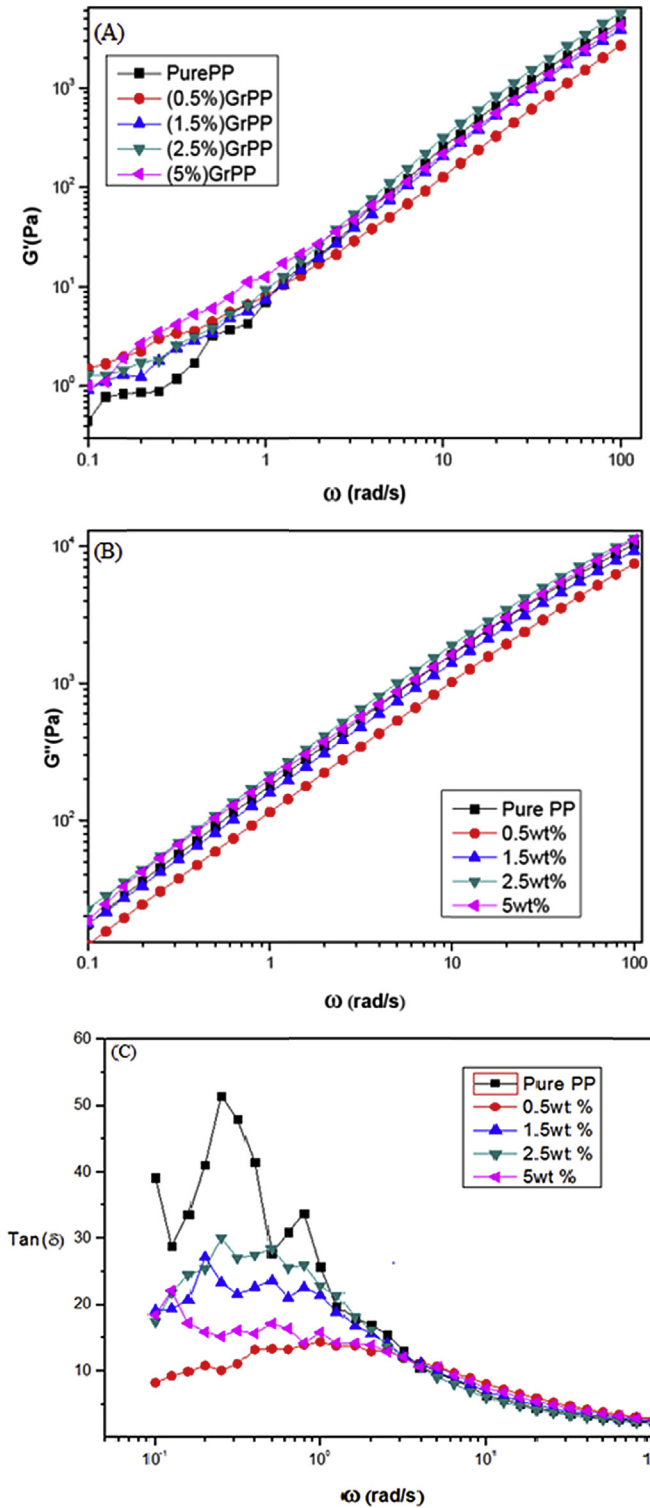 (A)
PurePP
(0.5%)GrPP
(1.5%)GrPP
(2.5%)GrPP
(5%)GrPP
G'(Pa)
10³
10²
10¹
10⁰
0.1 1 10 100
ω (rad/s)
(B)
G''(Pa)
10⁴
10³
10²
Pure PP
0.5wt%
1.5wt%
2.5wt%
5wt%
0.1 1 10 100
ω (rad/s)
(C)
Tan(δ)
60
50
40
30
20
10
Pure PP
0.5wt %
1.5wt %
2.5wt %
5wt %
10⁻¹ 10⁰ 10¹
ω (rad/s)